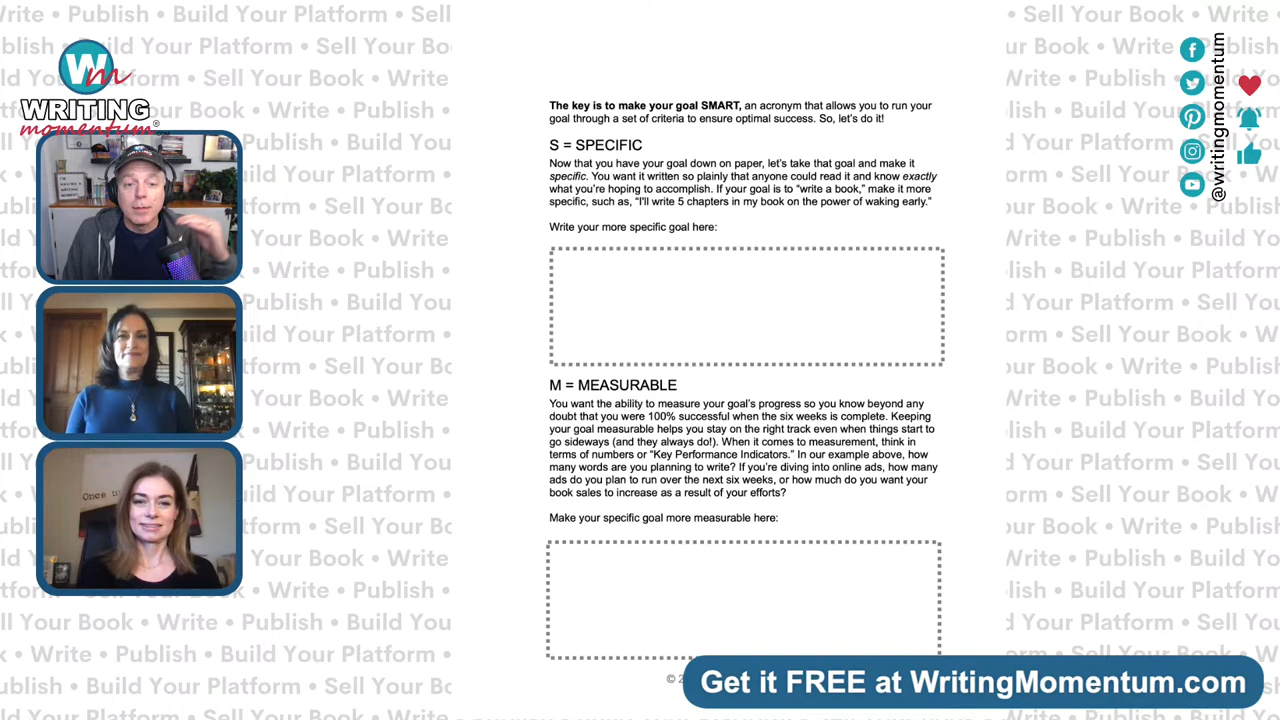 Wm
WRITING
momentum
The key is to make your goal SMART, an acronym that allows you to run your
goal through a set of criteria to ensure optimal success. So, let's do it!
S = SPECIFIC
Now that you have your goal down on paper, let's take that goal and make it
specific. You want it written so plainly that anyone could read it and know exactly
what you're hoping to accomplish. If your goal is to “write a book,” make it more
specific, such as, “I'll write 5 chapters in my book on the power of waking early.”
Write your more specific goal here:
M = MEASURABLE
You want the ability to measure your goal's progress so you know beyond any
doubt that you were 100% successful when the six weeks is complete. Keeping
your goal measurable helps you stay on the right track even when things start to
go sideways (and they always do!). When it comes to measurement, think in
terms of numbers or “Key Performance Indicators.” In our example above, how
many words are you planning to write? If you're diving into online ads, how many
ads do you plan to run over the next six weeks, or how much do you want your
book sales to increase as a result of your efforts?
Make your specific goal more measurable here:
Once
@writingmomentum
Get it FREE at WritingMomentum.com